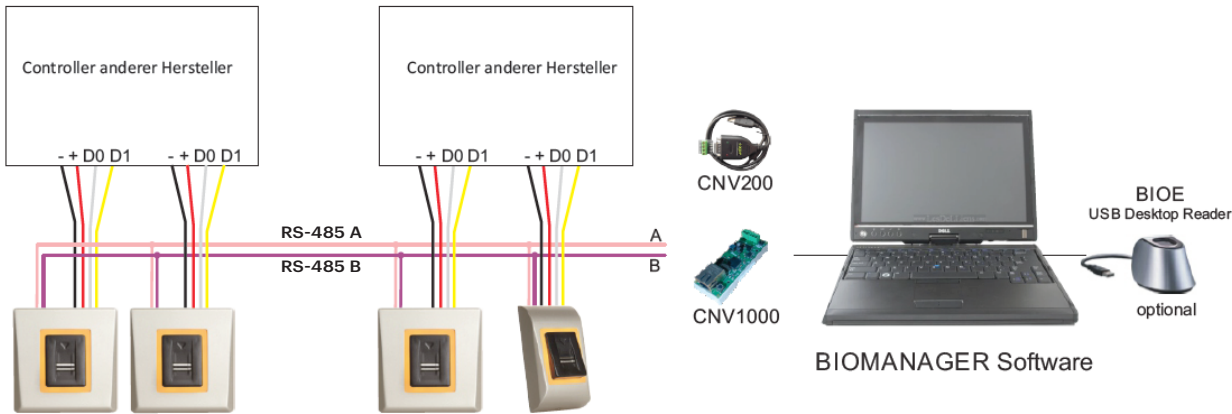 Controller anderer Hersteller
Controller anderer Hersteller
- + D0 D1
- + D0 D1
- + D0 D1
- + D0 D1
RS-485 A
RS-485 B
A
B
CNV200
CNV1000
DELL
BIOE
USB Desktop Reader
optional
BIOMANAGER Software